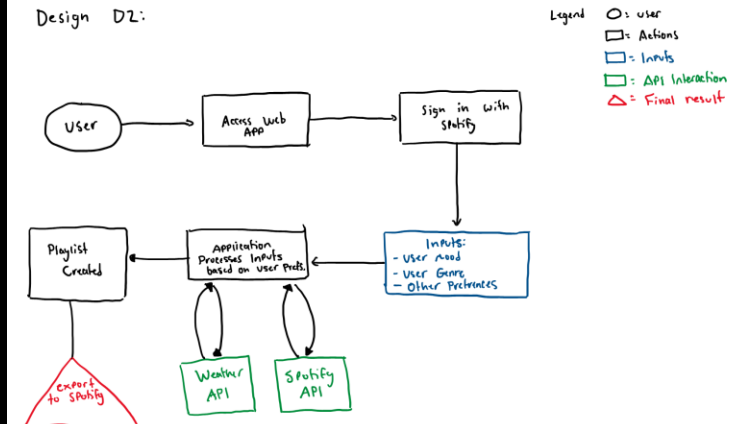 Design D2:
Legend O: user
: Actions
= Inputs
: API Interaction
= Final result
User
Access Web
APP
Sign in with
Spotify
Inputs:
- User Mood
- User Genre
- Other Prefrences
Application
Processes Inputs
based on user Prefs.
Playlist
Created
Weather
API
Spotify
API
export
to Spotify